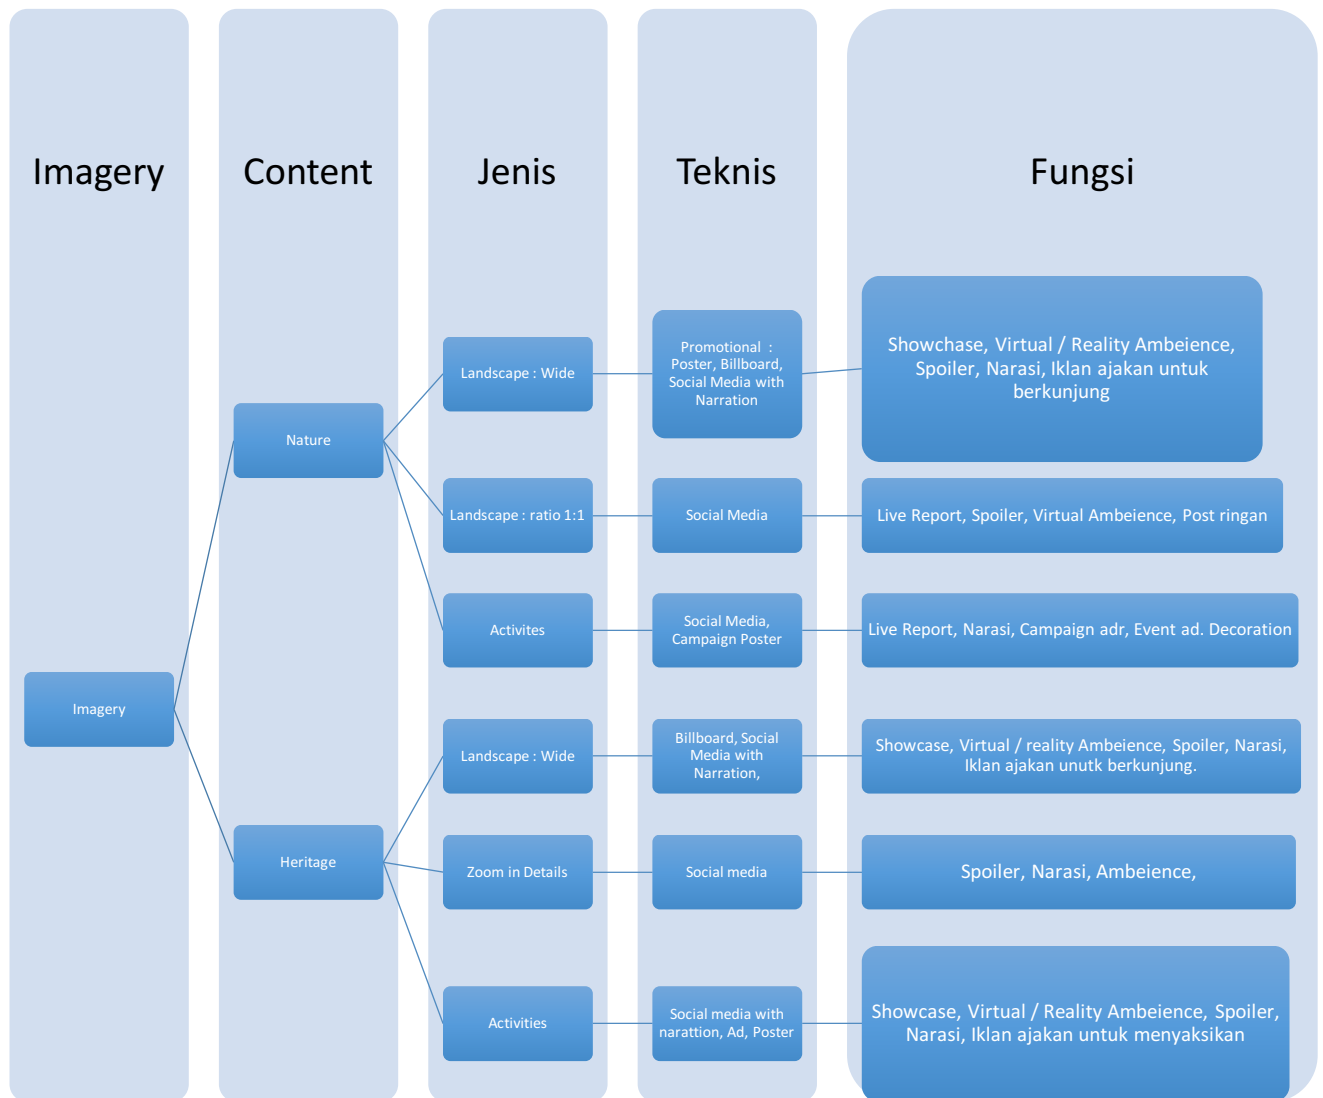 Imagery
Content
Jenis
Teknis
Fungsi
Imagery
Nature
Landscape : Wide
Promotional  :
Poster, Billboard,
Social Media with
Narration
Showchase, Virtual / Reality Ambeience,
Spoiler, Narasi, Iklan ajakan untuk
berkunjung
Landscape : ratio 1:1
Social Media
Live Report, Spoiler, Virtual Ambeience, Post ringan
Activites
Social Media,
Campaign Poster
Live Report, Narasi, Campaign adr, Event ad. Decoration
Heritage
Landscape : Wide
Billboard, Social
Media with
Narration,
Showcase, Virtual / reality Ambeience, Spoiler, Narasi,
Iklan ajakan unutk berkunjung.
Zoom in Details
Social media
Spoiler, Narasi, Ambeience,
Activities
Social media with
narattion, Ad, Poster
Showcase, Virtual / Reality Ambeience, Spoiler,
Narasi, Iklan ajakan untuk menyaksikan